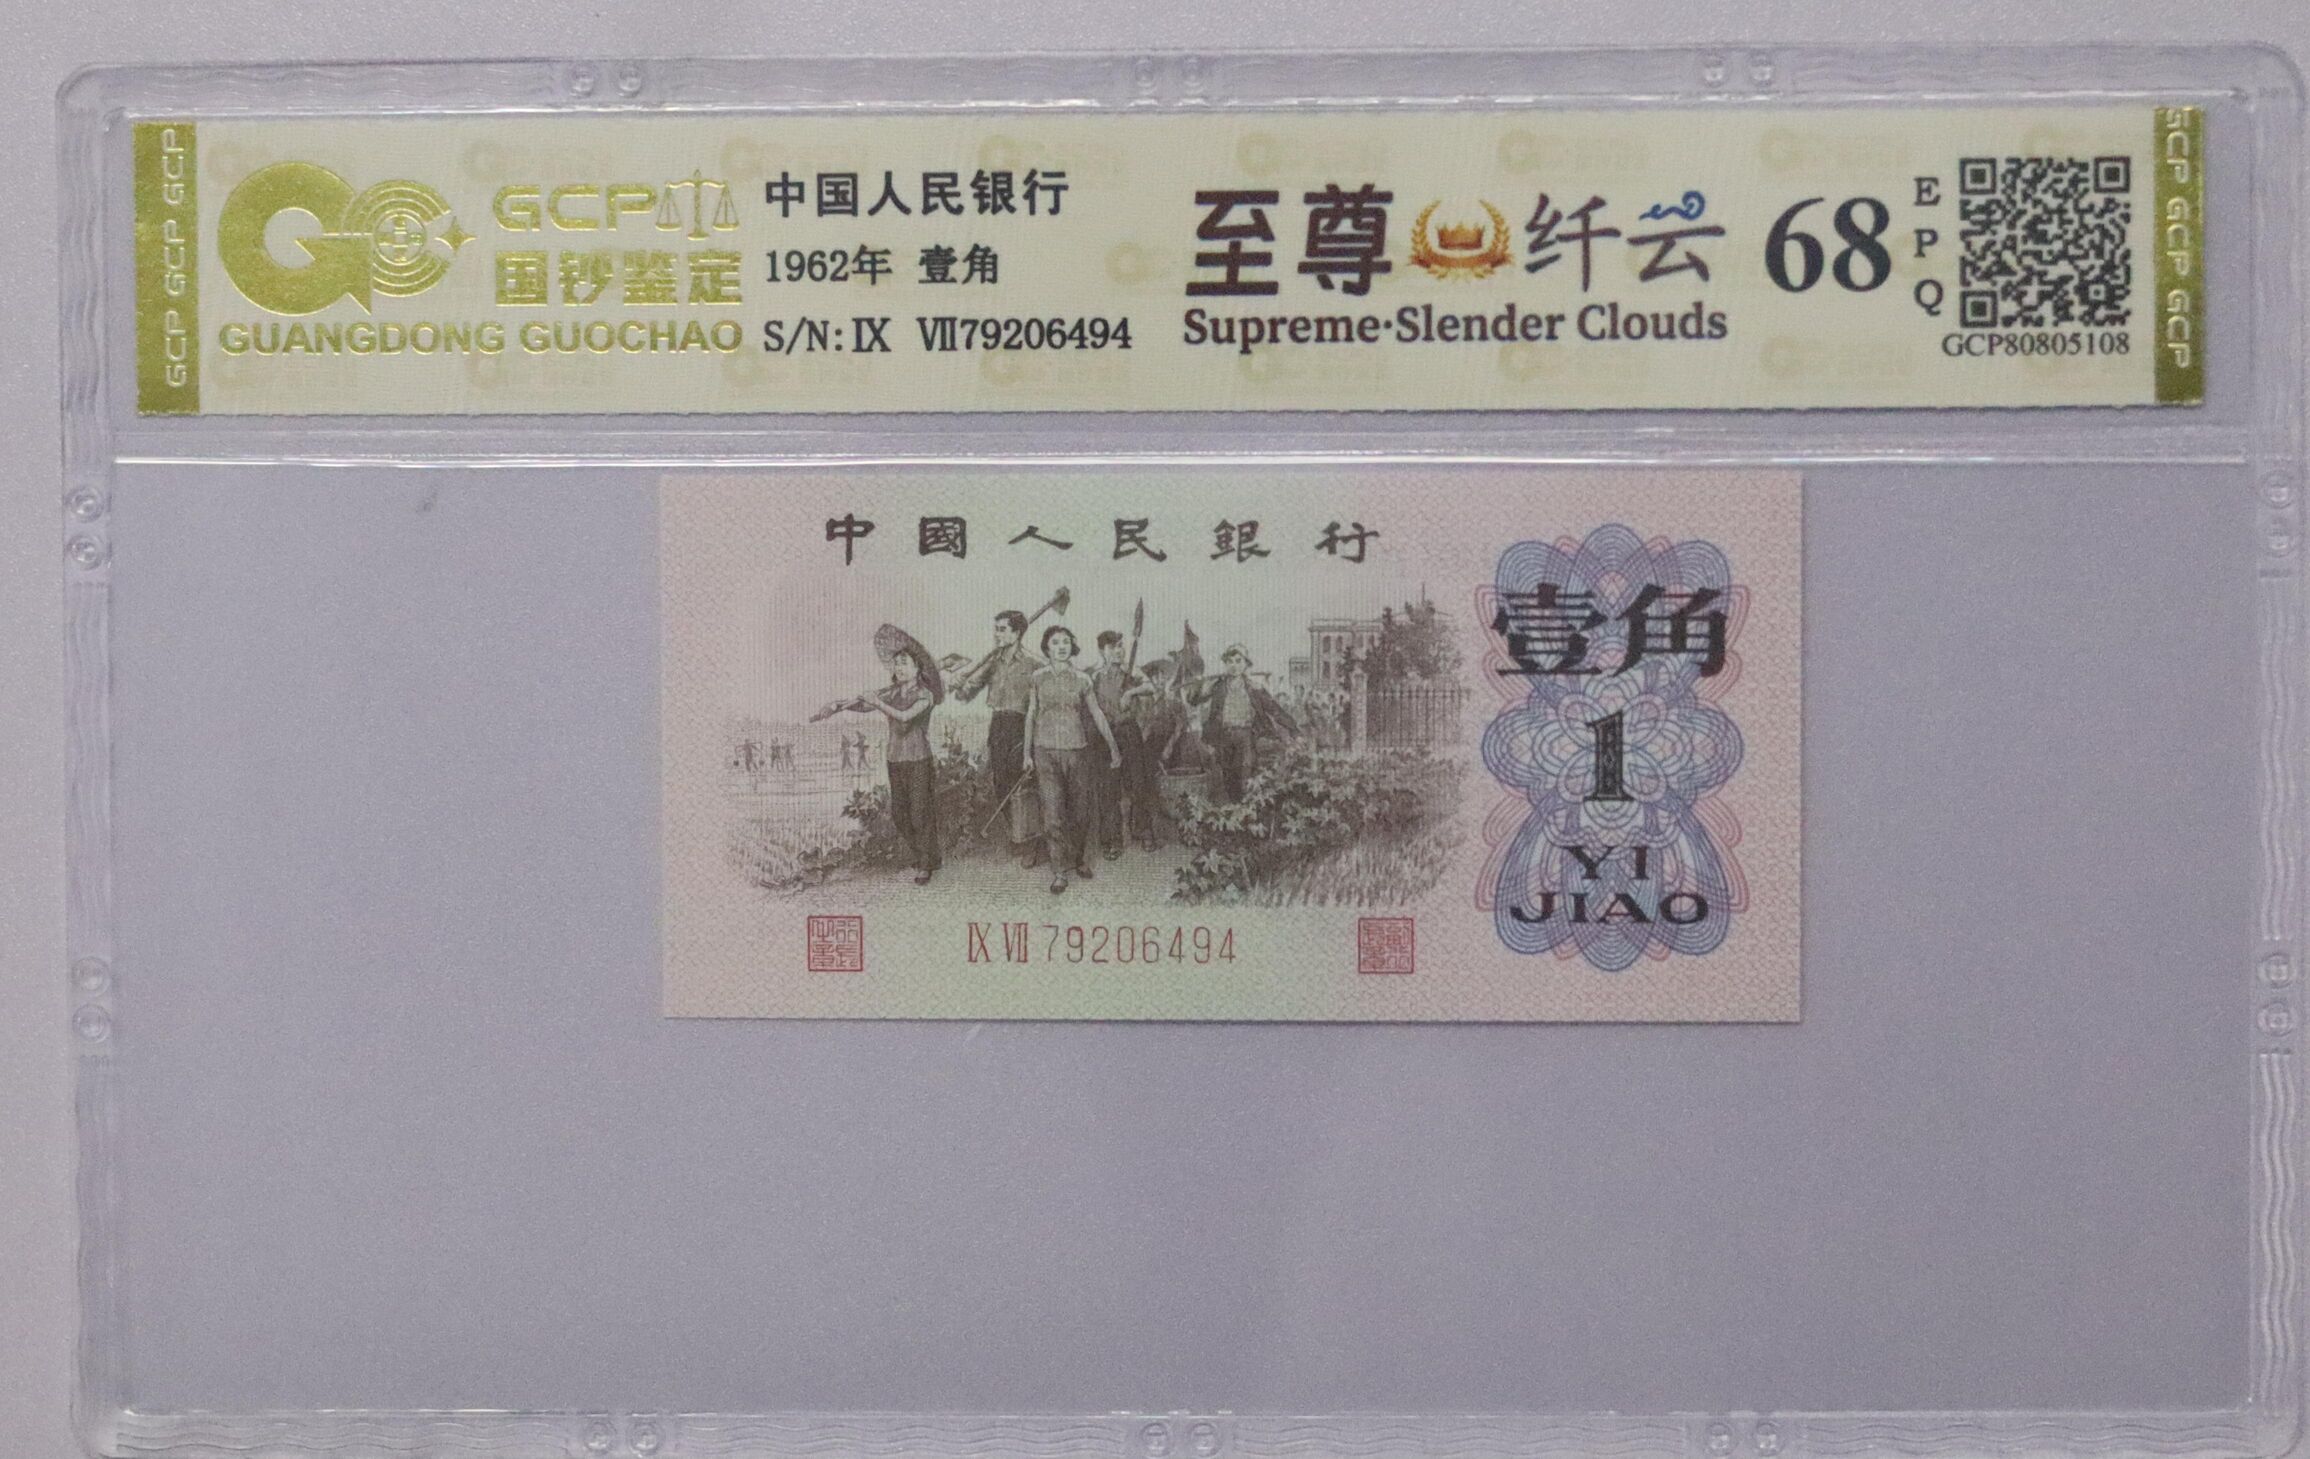 GCP GCP GCP
GCP
国钞鉴定
GUANGDONG GUOCHAO
中国人民银行
1962年 壹角
S/N: Ⅸ Ⅶ79206494
至尊 纤云
Supreme·Slender Clouds
68
E
P
Q
GCP80805108
GCP GCP GCP
中國人民銀行
壹角
1
YI
JIAO
Ⅸ Ⅶ 79206494